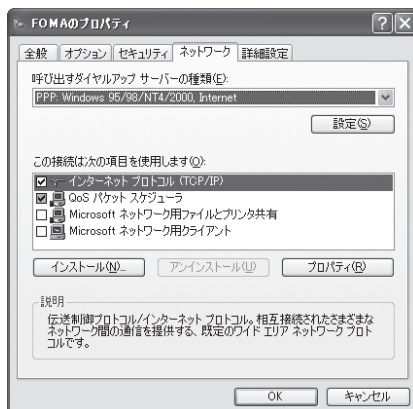 FOMAのプロパティ
全般 オプション セキュリティ ネットワーク 詳細設定
呼び出すダイヤルアップ サーバーの種類(E):
PPP: Windows 95/98/NT4/2000, Internet
設定(S)
この接続は次の項目を使用します(O):
インターネット プロトコル (TCP/IP)
QoS パケット スケジューラ
Microsoft ネットワーク用ファイルとプリンタ共有
Microsoft ネットワーク用クライアント
インストール(N)... アンインストール(U) プロパティ(R)
説明
伝送制御プロトコル/インターネット プロトコル。相互接続されたさまざまな
ネットワーク間の通信を提供する、既定のワイド エリア ネットワーク プロト
コルです。
OK キャンセル